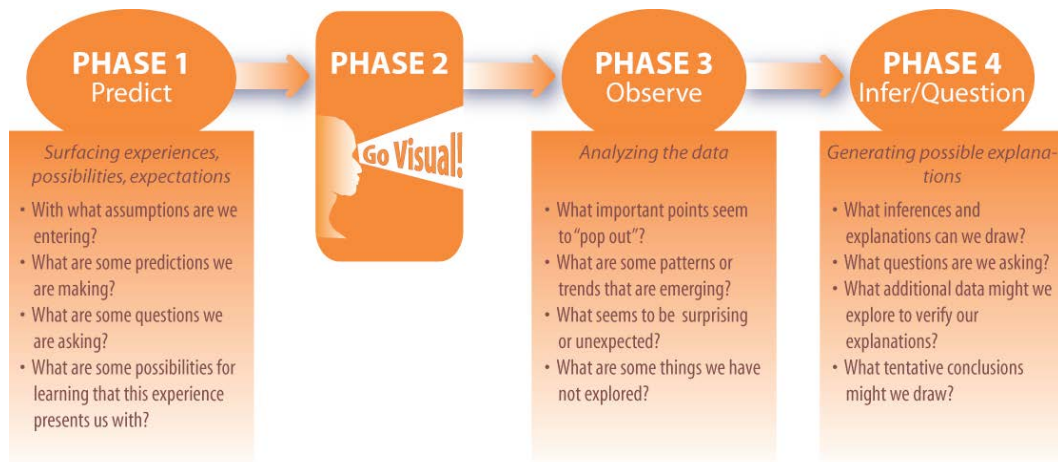 PHASE 1
Predict
Surfacing experiences,
possibilities, expectations
• With what assumptions are we
entering?
• What are some predictions we
are making?
• What are some questions we
are asking?
• What are some possibilities for
learning that this experience
presents us with?
PHASE 2
Go Visual!
PHASE 3
Observe
Analyzing the data
• What important points seem
to “pop out”?
• What are some patterns or
trends that are emerging?
• What seems to be surprising
or unexpected?
• What are some things we have
not explored?
PHASE 4
Infer/Question
Generating possible explana-
tions
• What inferences and
explanations can we draw?
• What questions are we asking?
• What additional data might we
explore to verify our
explanations?
• What tentative conclusions
might we draw?